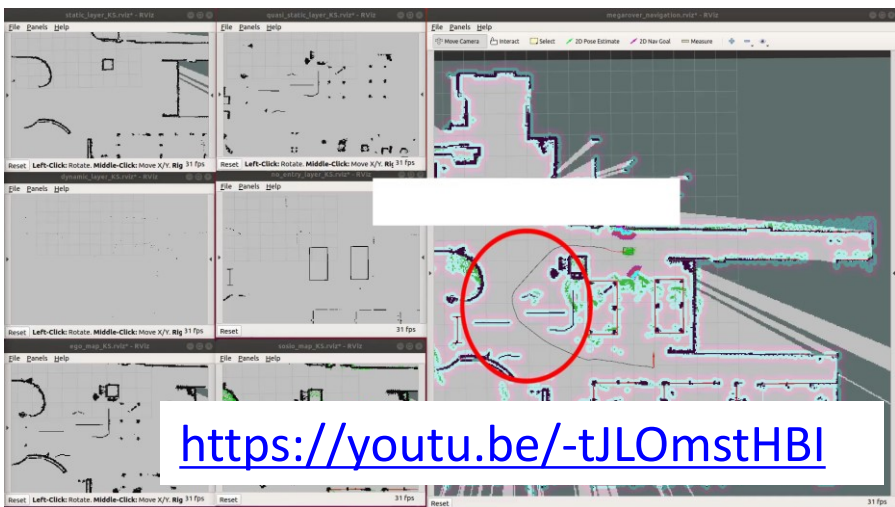 static_layer_KS.rviz* - RViz
File Panels Help
Reset Left-Click: Rotate. Middle-Click: Move X/Y. Rig 31 fps
quasi_static_layer_KS.rviz* - RViz
File Panels Help
Reset Left-Click: Rotate. Middle-Click: Move X/Y. Rig 31 fps
megarover_navigation.rviz* - RViz
File Panels Help
Move Camera Interact Select 2D Pose Estimate 2D Nav Goal Measure
dynamic_layer_KS.rviz* - RViz
File Panels Help
Reset Left-Click: Rotate. Middle-Click: Move X/Y. Rig 31 fps
no_entry_layer_KS.rviz* - RViz
File Panels Help
Reset 31 fps
ego_map_KS.rviz* - RViz
File Panels Help
Reset Left-Click: Rotate. Middle-Click: Move X/Y. Rig 31 fps
File Panels Help
Reset 31 fps
https://youtu.be/-tJLOmstHBI
Reset 31 fps